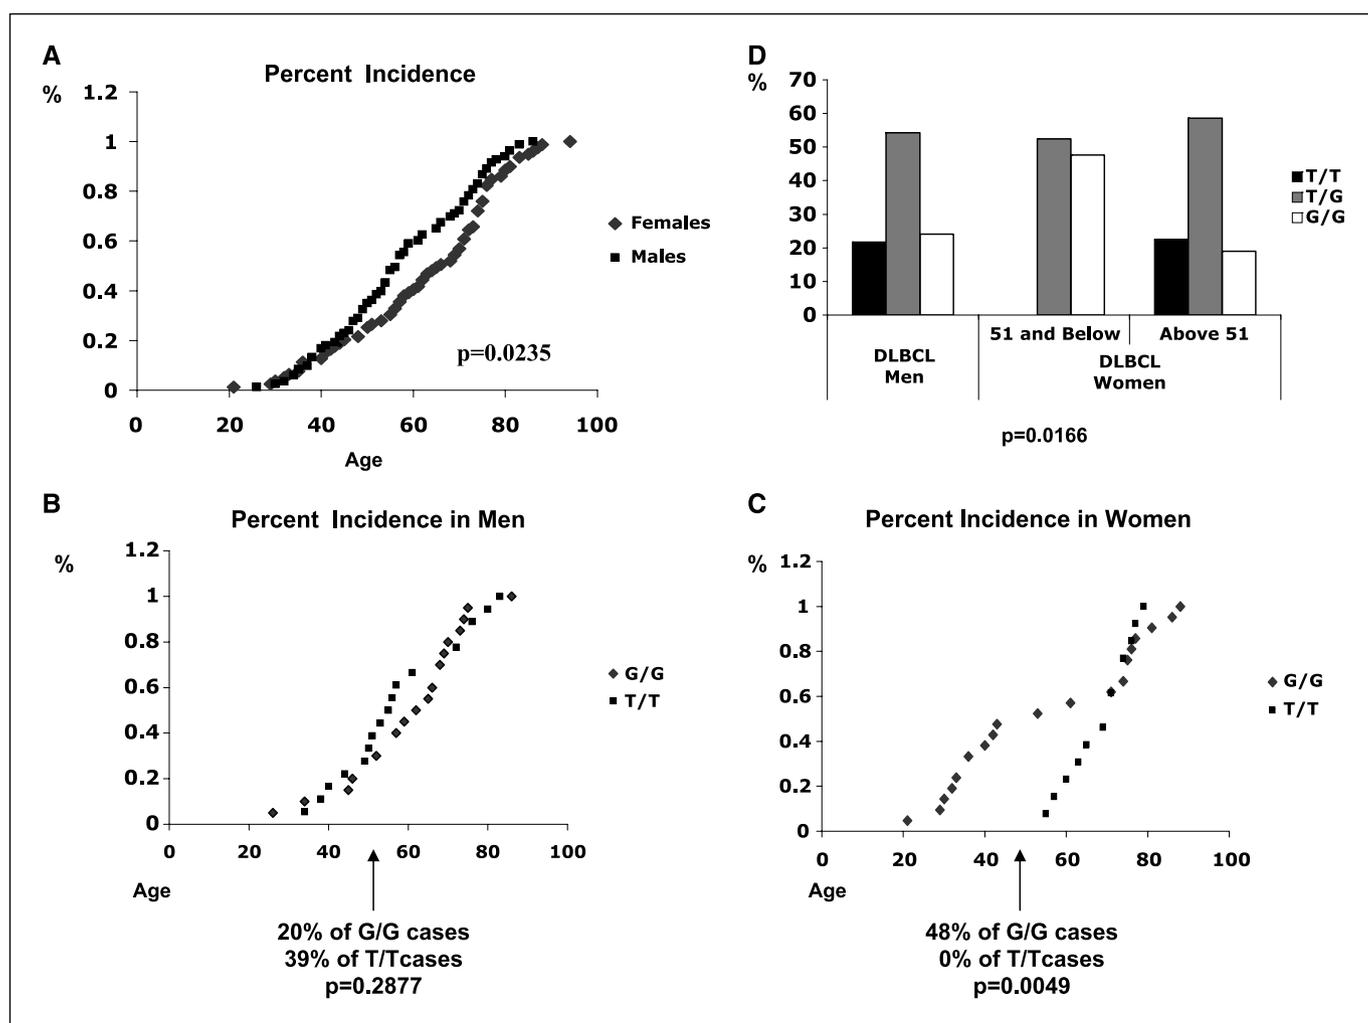 A
Percent Incidence
%
1.2
1
0.8
0.6
0.4
0.2
0
0 20 40 60 80 100
Age
p=0.0235
Females
Males
D
%
70
60
50
40
30
20
10
0
T/T
T/G
G/G
51 and Below Above 51
DLBCL
Men
DLBCL
Women
p=0.0166
B
Percent Incidence in Men
%
1.2
1
0.8
0.6
0.4
0.2
0
0 20 40 60 80 100
Age
G/G
T/T
20% of G/G cases
39% of T/Tcases
p=0.2877
C
Percent Incidence in Women
%
1.2
1
0.8
0.6
0.4
0.2
0
0 20 40 60 80 100
Age
G/G
T/T
48% of G/G cases
0% of T/Tcases
p=0.0049